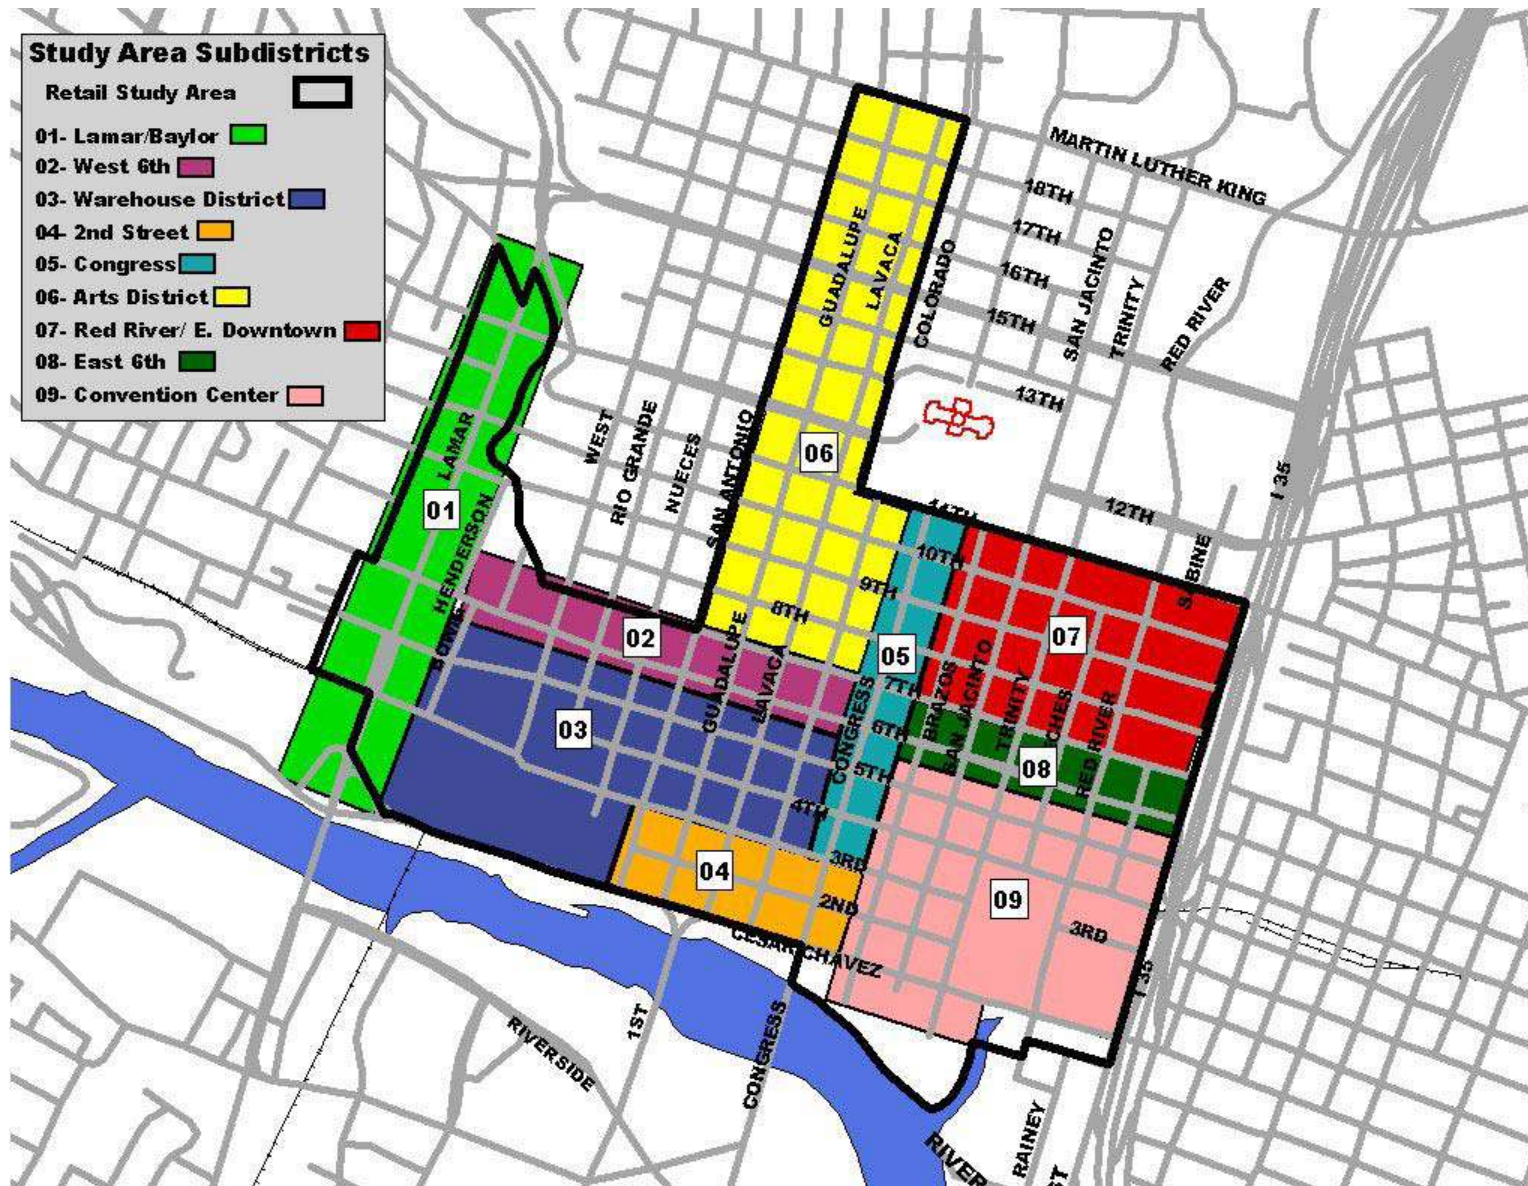 Study Area Subdistricts
Retail Study Area
01- Lamar/Baylor
02- West 6th
03- Warehouse District
04- 2nd Street
05- Congress
06- Arts District
07- Red River/ E. Downtown
08- East 6th
09- Convention Center
MARTIN LUTHER KING
18TH
17TH
16TH
15TH
13TH
12TH
11TH
10TH
9TH
8TH
7TH
6TH
5TH
4TH
3RD
2ND
3RD
CESAR CHAVEZ
GUADALUPE
LAVACA
COLORADO
SAN JACINTO
TRINITY
RED RIVER
I 35
SABINE
WEST
RIO GRANDE
NUECES
SAN ANTONIO
LAMAR
HENDERSON
BOWIE
GUADALUPE
LAVACA
CONGRESS
BRAZOS
SAN JACINTO
TRINITY
CHES
RED RIVER
I 35
01
02
03
04
05
06
07
08
09
1ST
CONGRESS
RIVERSIDE
RIVER
RAINEY
ST